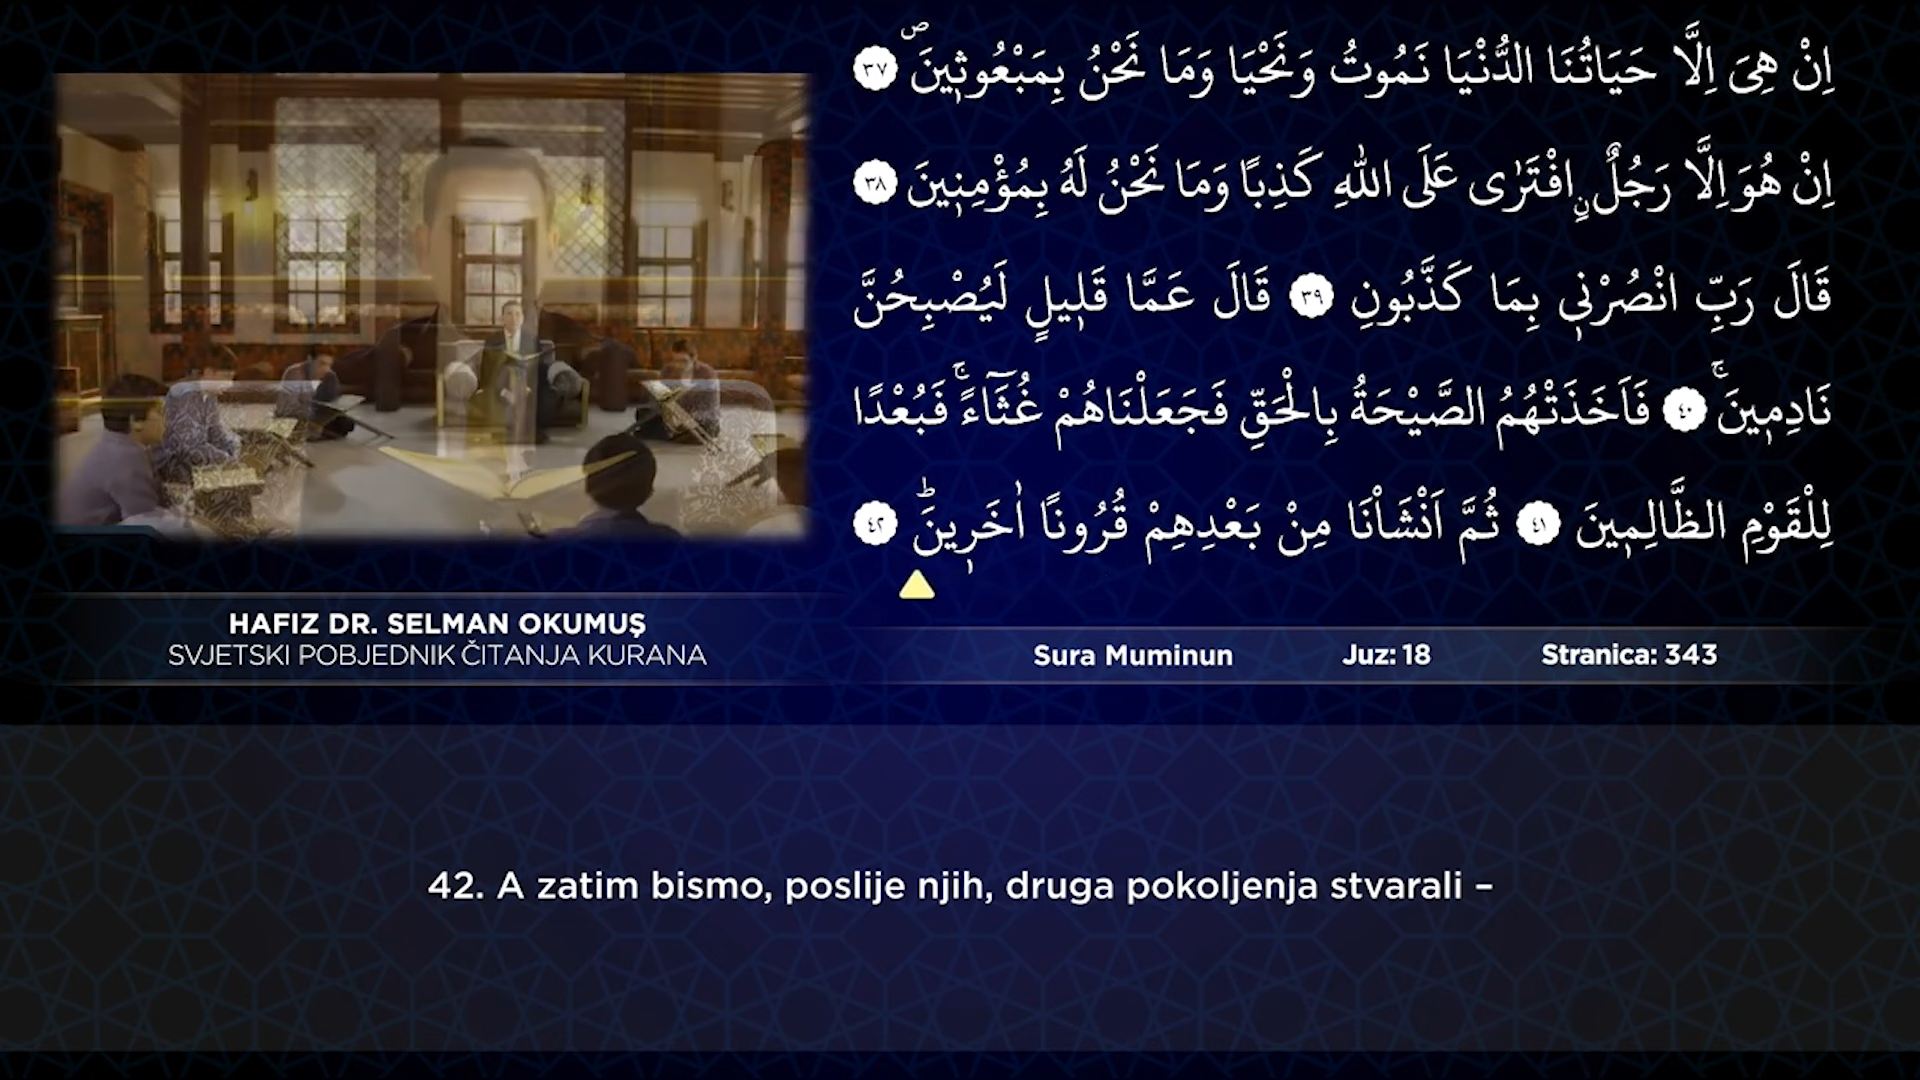 اِنْ هِىَ اِلَّا حَيَاتُنَا الدُّنْيَا نَمُوتُ وَنَحْيَا وَمَا نَحْنُ بِمَبْعُوثٖينَ ۖ ﴿٣٧﴾
اِنْ هُوَ اِلَّا رَجُلٌ ۨافْتَرٰى عَلَى اللّٰهِ كَذِبًا وَمَا نَحْنُ لَهُ بِمُؤْمِنٖينَ ﴿٣٨﴾
قَالَ رَبِّ انْصُرْنٖى بِمَا كَذَّبُونِ ﴿٣٩﴾ قَالَ عَمَّا قَلٖيلٍ لَيُصْبِحُنَّ
نَادِمٖينَ ۚ ﴿٤٠﴾ فَاَخَذَتْهُمُ الصَّيْحَةُ بِالْحَقِّ فَجَعَلْنَاهُمْ غُثَٓاءً ۚ فَبُعْدًا
لِلْقَوْمِ الظَّالِمٖينَ ﴿٤١﴾ ثُمَّ اَنْشَاْنَا مِنْ بَعْدِهِمْ قُرُونًا اٰخَرٖينَ ؕ ﴿٤٢﴾
HAFIZ DR. SELMAN OKUMUŞ
SVJETSKI POBJEDNIK ČITANJA KURANA
Sura Muminun Juz: 18 Stranica: 343
42. A zatim bismo, poslije njih, druga pokoljenja stvarali –